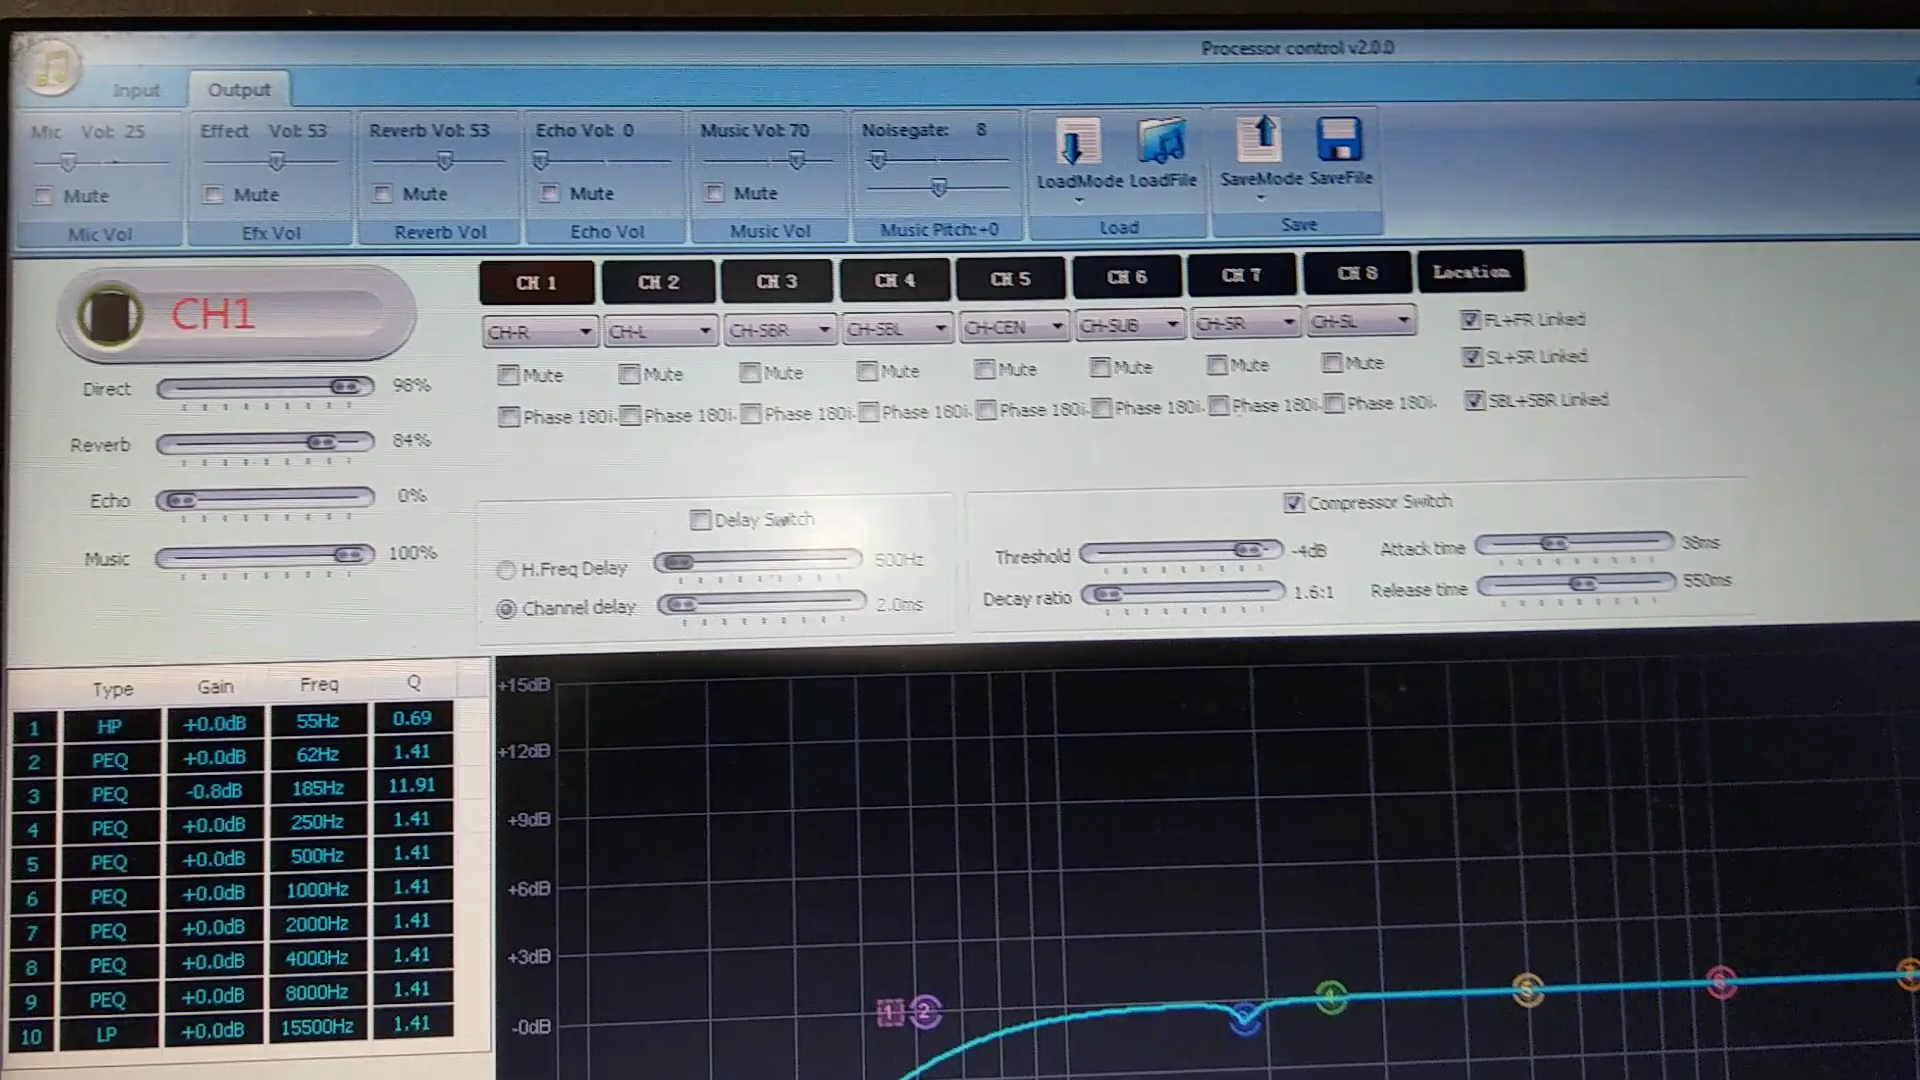 Processor control v2.0.0
Input Output
Mic Vol: 25 Effect Vol: 53 Reverb Vol: 53 Echo Vol: 0 Music Vol: 70 Noisegate: 8
Mute Mute Mute Mute Mute
LoadMode LoadFile SaveMode SaveFile
Mic Vol Efx Vol Reverb Vol Echo Vol Music Vol Music Pitch:+0 Load Save
CH1
CH 1 CH 2 CH 3 CH 4 CH 5 CH 6 CH 7 CH 8 Location
CH-R CH-L CH-SBR CH-SBL CH-CEN CH-SUB CH-SR CH-SL FL+FR Linked
Mute Mute Mute Mute Mute Mute Mute Mute SL+SR Linked
Phase 180i. Phase 180i. Phase 180i. Phase 180i. Phase 180i. Phase 180i. Phase 180i. Phase 180i. SBL+SBR Linked
Direct 98%
Reverb 84%
Echo 0%
Music 100%
Delay Switch
H.Freq Delay 500Hz
Channel delay 2.0ms
Compressor Switch
Threshold -4dB Attack time 38ms
Decay ratio 1.6:1 Release time 550ms
Type Gain Freq Q
1 HP +0.0dB 55Hz 0.69
2 PEQ +0.0dB 62Hz 1.41
3 PEQ -0.8dB 185Hz 11.91
4 PEQ +0.0dB 250Hz 1.41
5 PEQ +0.0dB 500Hz 1.41
6 PEQ +0.0dB 1000Hz 1.41
7 PEQ +0.0dB 2000Hz 1.41
8 PEQ +0.0dB 4000Hz 1.41
9 PEQ +0.0dB 8000Hz 1.41
10 LP +0.0dB 15500Hz 1.41
+15dB
+12dB
+9dB
+6dB
+3dB
-0dB
1 2 3 4 5 6